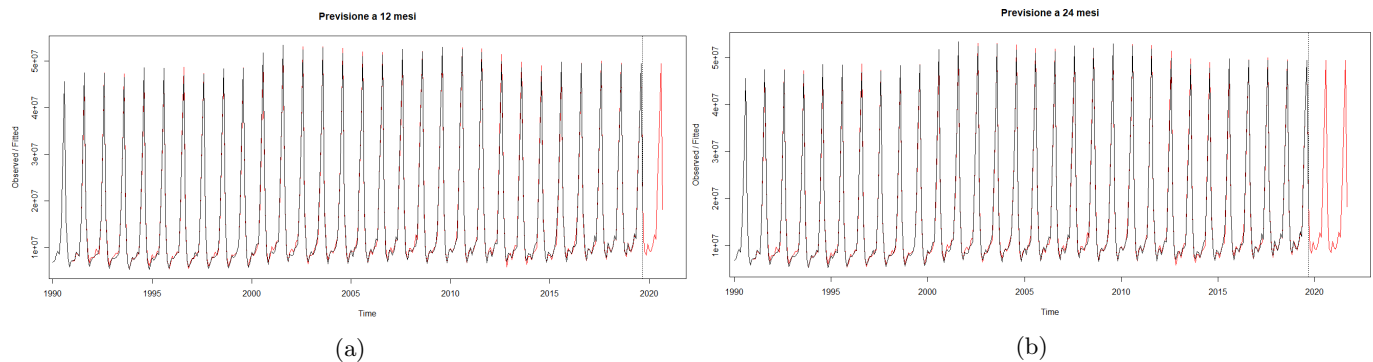 Previsione a 12 mesi
Observed / Fitted
5e+07
4e+07
3e+07
2e+07
1e+07
1990 1995 2000 2005 2010 2015 2020
Time
(a)
Previsione a 24 mesi
Observed / Fitted
5e+07
4e+07
3e+07
2e+07
1e+07
1990 1995 2000 2005 2010 2015 2020
Time
(b)